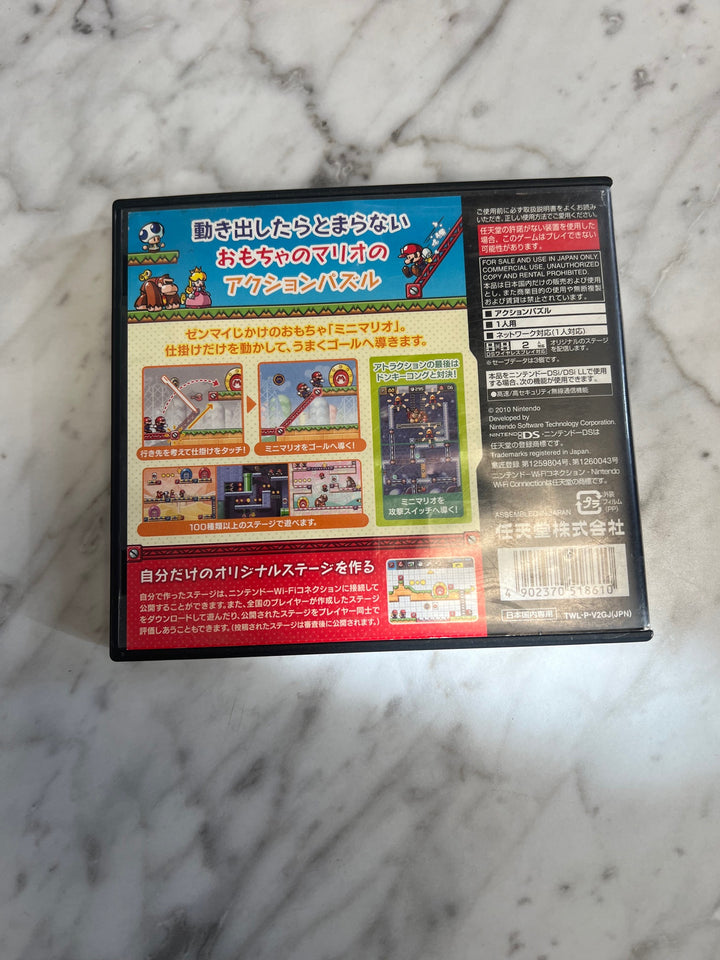 動き出したらとまらない
おもちゃのマリオの
アクションパズル
ゼンマイじかけのおもちゃ「ミニマリオ」。
仕掛けだけを動かして、うまくゴールへ導きます。
行き先を考えて仕掛けをタッチ!
ミニマリオをゴールへ導く!
100種類以上のステージで遊べます。
アトラクションの最後は
ドンキーコングと対決!
ミニマリオを
攻撃スイッチへ導く!
自分だけのオリジナルステージを作る
自分で作ったステージは、ニンテンドーWi-Fiコネクションに接続して
公開することができます。また、全国のプレイヤーが作成したステージ
をダウンロードして遊んだり、公開されたステージをプレイヤー同士で
評価しあうこともできます。(投稿されたステージは審査後に公開されます。)
ご使用前に必ず取扱説明書をよくお読み
いただき、正しい使用方法でご愛用ください。
任天堂の許諾がない装置を使用した
場合、このゲームはプレイできない
可能性があります。
FOR SALE AND USE IN JAPAN ONLY.
COMMERCIAL USE, UNAUTHORIZED
COPY AND RENTAL PROHIBITED.
本品は日本国内だけの販売および使用
とし、また商業目的の使用や無断複製
および賃貸は禁止されています。
■アクションパズル
■1人用
■ネットワーク対応(1人対応)
2
オリジナルのステージ
を配信します。
DSワイヤレスプレイ対応
※セーブデータは3個です。
本品をニンテンドーDSi/DSi LLで使用
する場合、次の機能が使用できます。
●高速/高セキュリティ無線通信機能
© 2010 Nintendo
Developed by
Nintendo Software Technology Corporation.
NINTENDO DS・ニンテンドーDSは
任天堂の登録商標です。
Trademarks registered in Japan.
意匠登録 第1259804号、第1260043号
ニンテンドーWi-Fiコネクション・Nintendo
Wi-Fi Connectionは任天堂の商標です。
プラ
外袋
フィルム
(PP)
ASSEMBLED IN JAPAN
任天堂株式会社
4 902370 518610
日本国内専用
TWL-P-V2GJ(JPN)